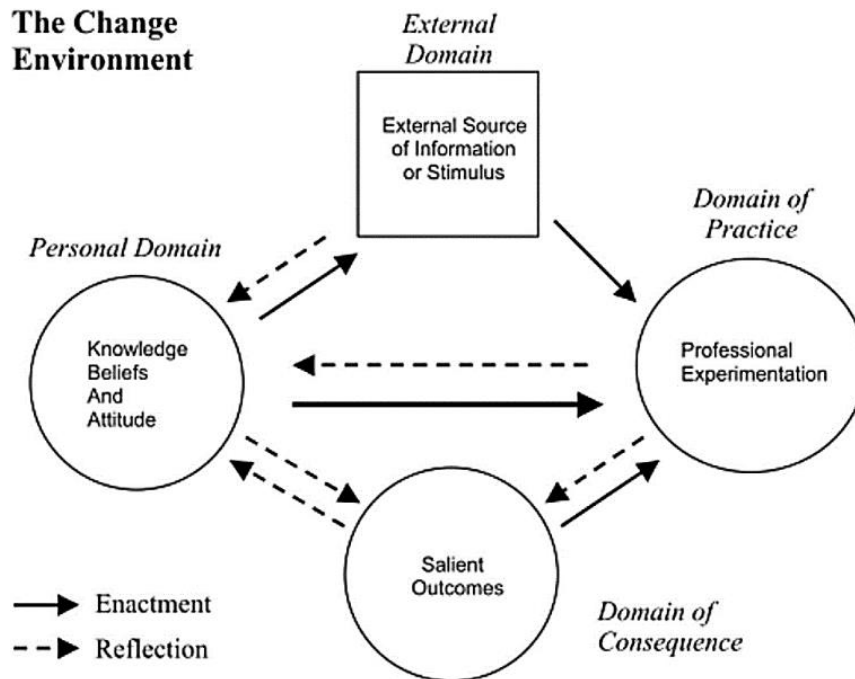 The Change
Environment
External
Domain
External Source
of Information
or Stimulus
Domain of
Practice
Personal Domain
Knowledge
Beliefs
And
Attitude
Professional
Experimentation
Salient
Outcomes
Enactment
Reflection
Domain of
Consequence